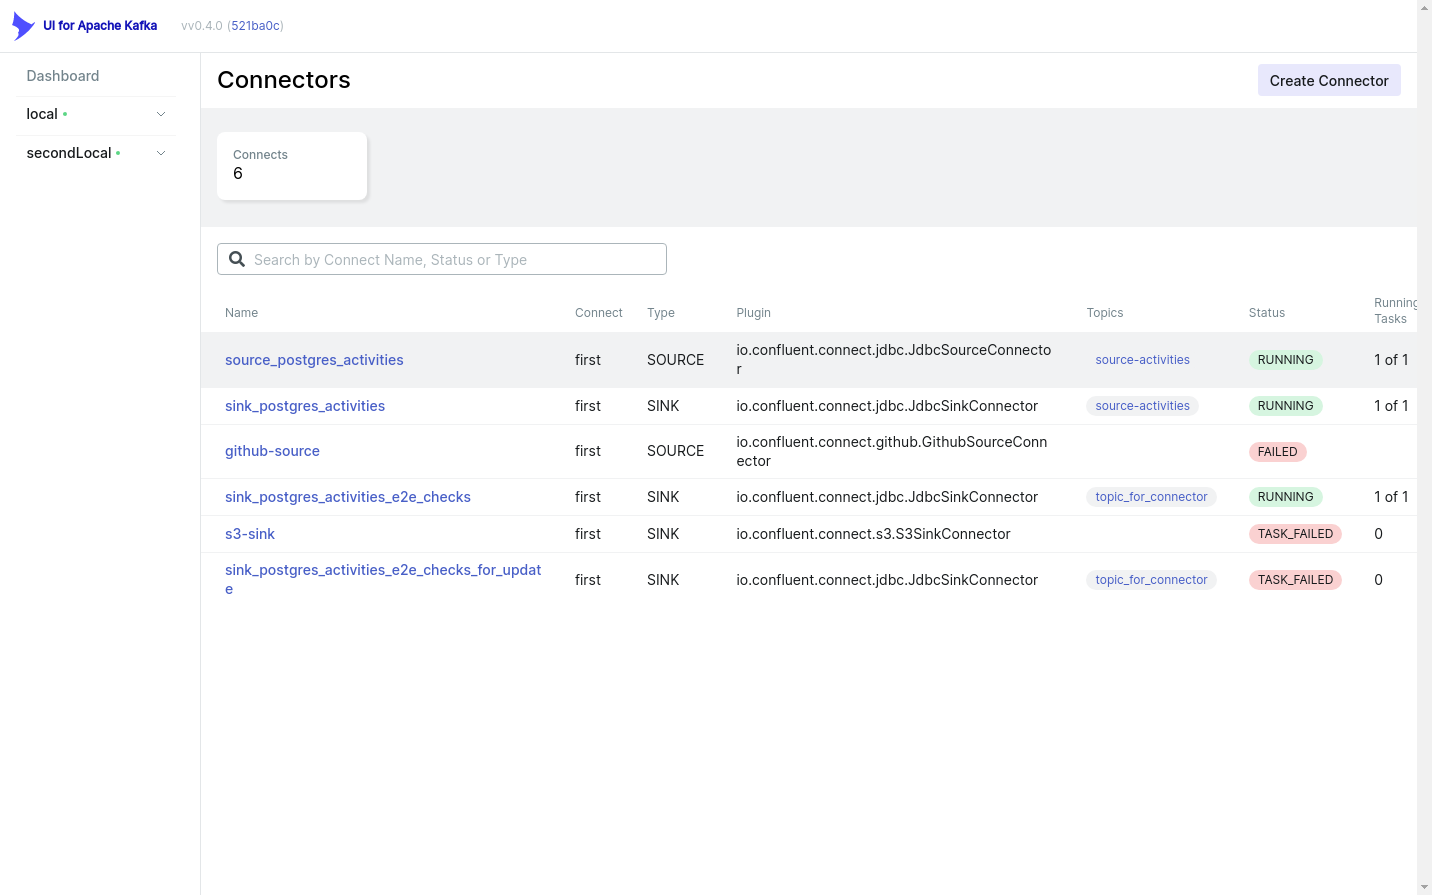 UI for Apache Kafka vv0.4.0 (521ba0c)
Dashboard
local
secondLocal
Connectors
Create Connector
Connects
6
Search by Connect Name, Status or Type
Name Connect Type Plugin Topics Status Running
Tasks
source_postgres_activities first SOURCE io.confluent.connect.jdbc.JdbcSourceConnecto
r source-activities RUNNING 1 of 1
sink_postgres_activities first SINK io.confluent.connect.jdbc.JdbcSinkConnector source-activities RUNNING 1 of 1
github-source first SOURCE io.confluent.connect.github.GithubSourceConn
ector FAILED
sink_postgres_activities_e2e_checks first SINK io.confluent.connect.jdbc.JdbcSinkConnector topic_for_connector RUNNING 1 of 1
s3-sink first SINK io.confluent.connect.s3.S3SinkConnector TASK_FAILED 0
sink_postgres_activities_e2e_checks_for_updat
e first SINK io.confluent.connect.jdbc.JdbcSinkConnector topic_for_connector TASK_FAILED 0